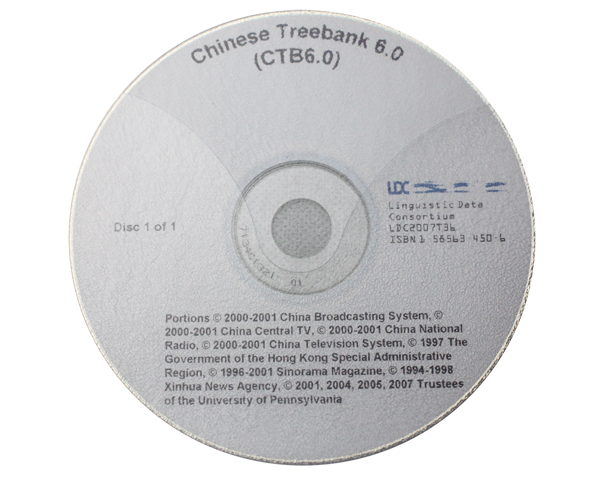 Chinese Treebank 6.0
(CTB6.0)
Disc 1 of 1
LDC
Linguistic Data
Consortium
LDC2007T36
ISBN 1 56563 450 6
Portions © 2000-2001 China Broadcasting System, ©
2000-2001 China Central TV, © 2000-2001 China National
Radio, © 2000-2001 China Television System, © 1997 The
Government of the Hong Kong Special Administrative
Region, © 1996-2001 Sinorama Magazine, © 1994-1998
Xinhua News Agency, © 2001, 2004, 2005, 2007 Trustees
of the University of Pennsylvania